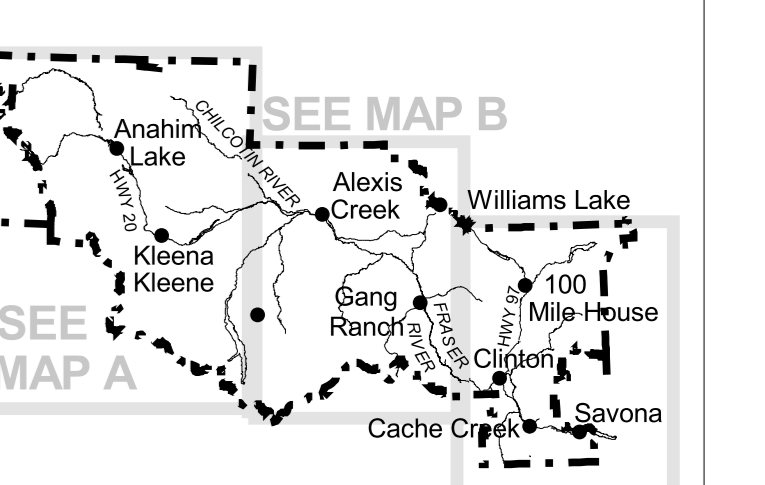 SEE MAP B
CHILCOTIN RIVER
Anahim
Lake
HWY 20
Alexis
Creek
Williams Lake
Kleena
Kleene
Gang
Ranch
FRASER
RIVER
HWY 97
100
Mile House
SEE
MAP A
Clinton
Cache Creek
Savona